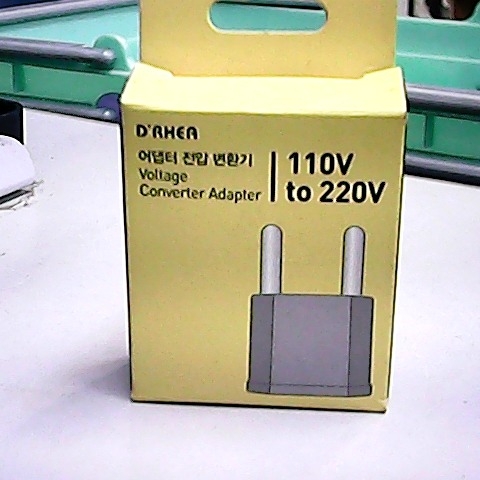 D'RHEA
어댑터 전압 변환기
Voltage
Converter Adapter
110V
to 220V